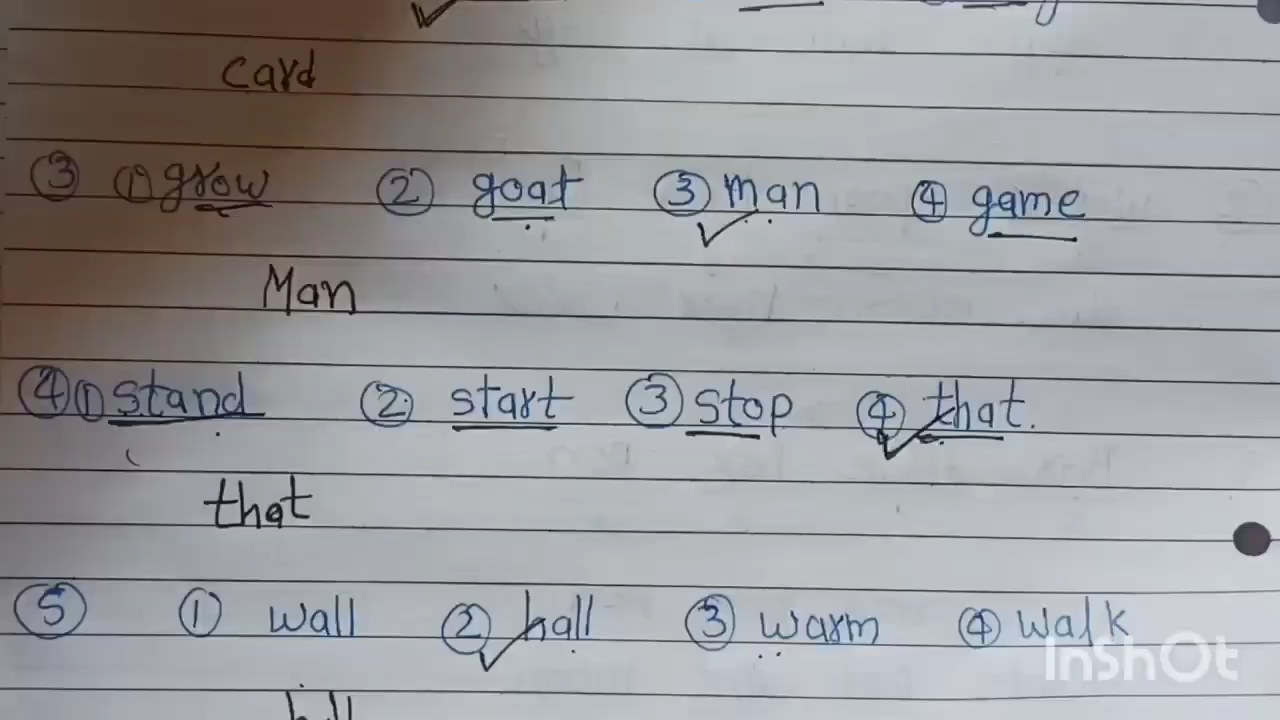 card
③ ① grow ② goat ③ man ④ game
Man
④ ① stand ② start ③ stop ④ that.
that
⑤ ① wall ② hall ③ warm ④ walk
InShOt